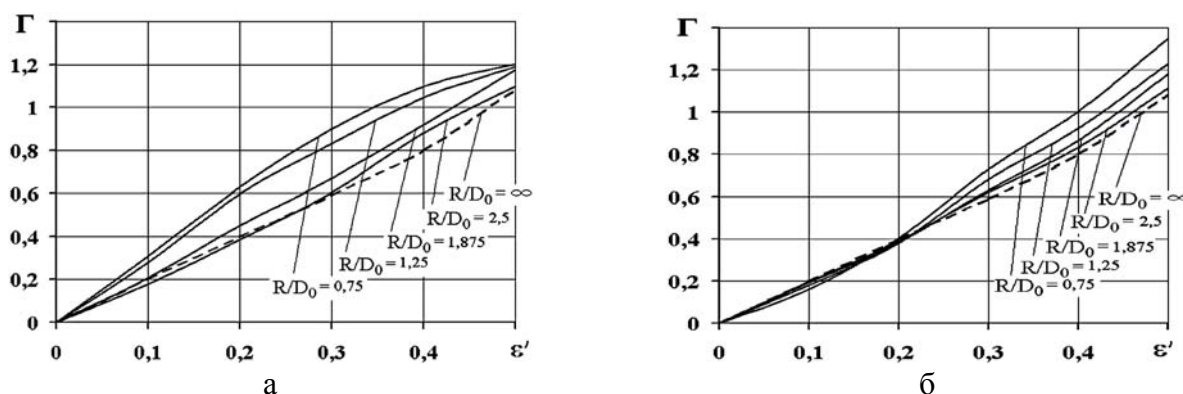 Γ
1,2
1
0,8
0,6
0,4
0,2
0
0
0,1
0,2
0,3
0,4
ε′
R/D₀ = ∞
R/D₀ = 2,5
R/D₀ = 1,875
R/D₀ = 1,25
R/D₀ = 0,75
а
Γ
1,2
1
0,8
0,6
0,4
0,2
0
0
0,1
0,2
0,3
0,4
ε′
R/D₀ = ∞
R/D₀ = 2,5
R/D₀ = 1,875
R/D₀ = 1,25
R/D₀ = 0,75
б